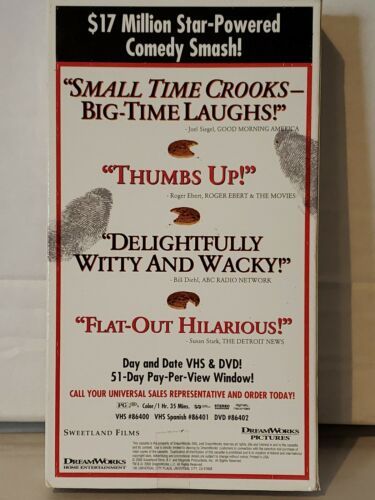 $17 Million Star-Powered
Comedy Smash!
"SMALL TIME CROOKS–
BIG-TIME LAUGHS!"
- Joel Siegel, GOOD MORNING AMERICA
"THUMBS UP!"
- Roger Ebert, ROGER EBERT & THE MOVIES
"DELIGHTFULLY
WITTY AND WACKY!"
- Bill Diehl, ABC RADIO NETWORK
"FLAT-OUT HILARIOUS!"
- Susan Stark, THE DETROIT NEWS
Day and Date VHS & DVD!
51-Day Pay-Per-View Window!
CALL YOUR UNIVERSAL SALES REPRESENTATIVE AND ORDER TODAY!
PG Color/1 Hr. 35 Mins. STEREO
VHS #86400 VHS Spanish #86401 DVD #86402
SWEETLAND FILMS
DREAMWORKS
PICTURES
DREAMWORKS
HOME ENTERTAINMENT